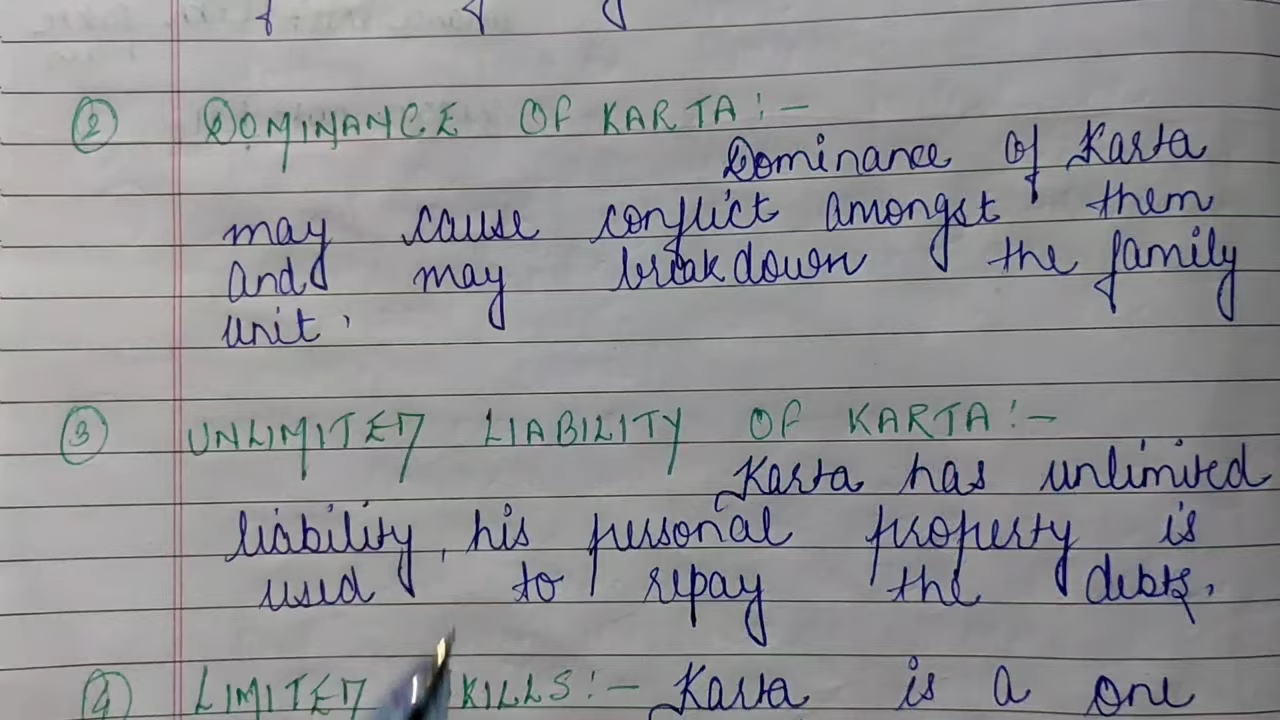 ② DOMINANCE OF KARTA :-
Dominance of Karta
may cause conflict amongst them
and may breakdown the family
unit.
③ UNLIMITED LIABILITY OF KARTA :-
Karta has unlimited
liability, his personal property is
used to repay the debts.
④ LIMITED KILLS :- Karta is a one